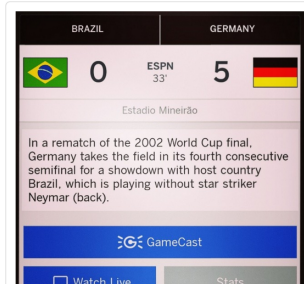 BRAZIL GERMANY
0 ESPN 5
33'
Estadio Mineirão
In a rematch of the 2002 World Cup final,
Germany takes the field in its fourth consecutive
semifinal for a showdown with host country
Brazil, which is playing without star striker
Neymar (back).
G GameCast
Watch Live Stats